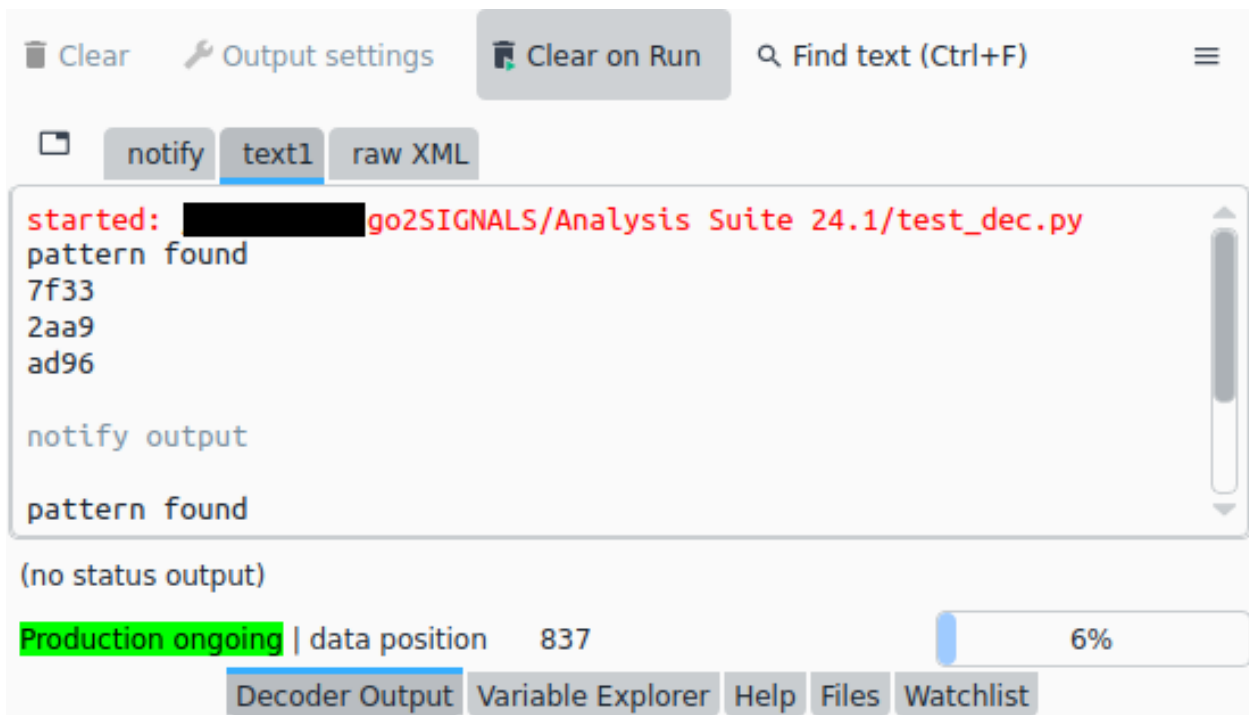 Clear Output settings Clear on Run Find text (Ctrl+F)
notify text1 raw XML
started: go2SIGNALS/Analysis Suite 24.1/test_dec.py
pattern found
7f33
2aa9
ad96
notify output
pattern found
(no status output)
Production ongoing | data position 837 6%
Decoder Output Variable Explorer Help Files Watchlist